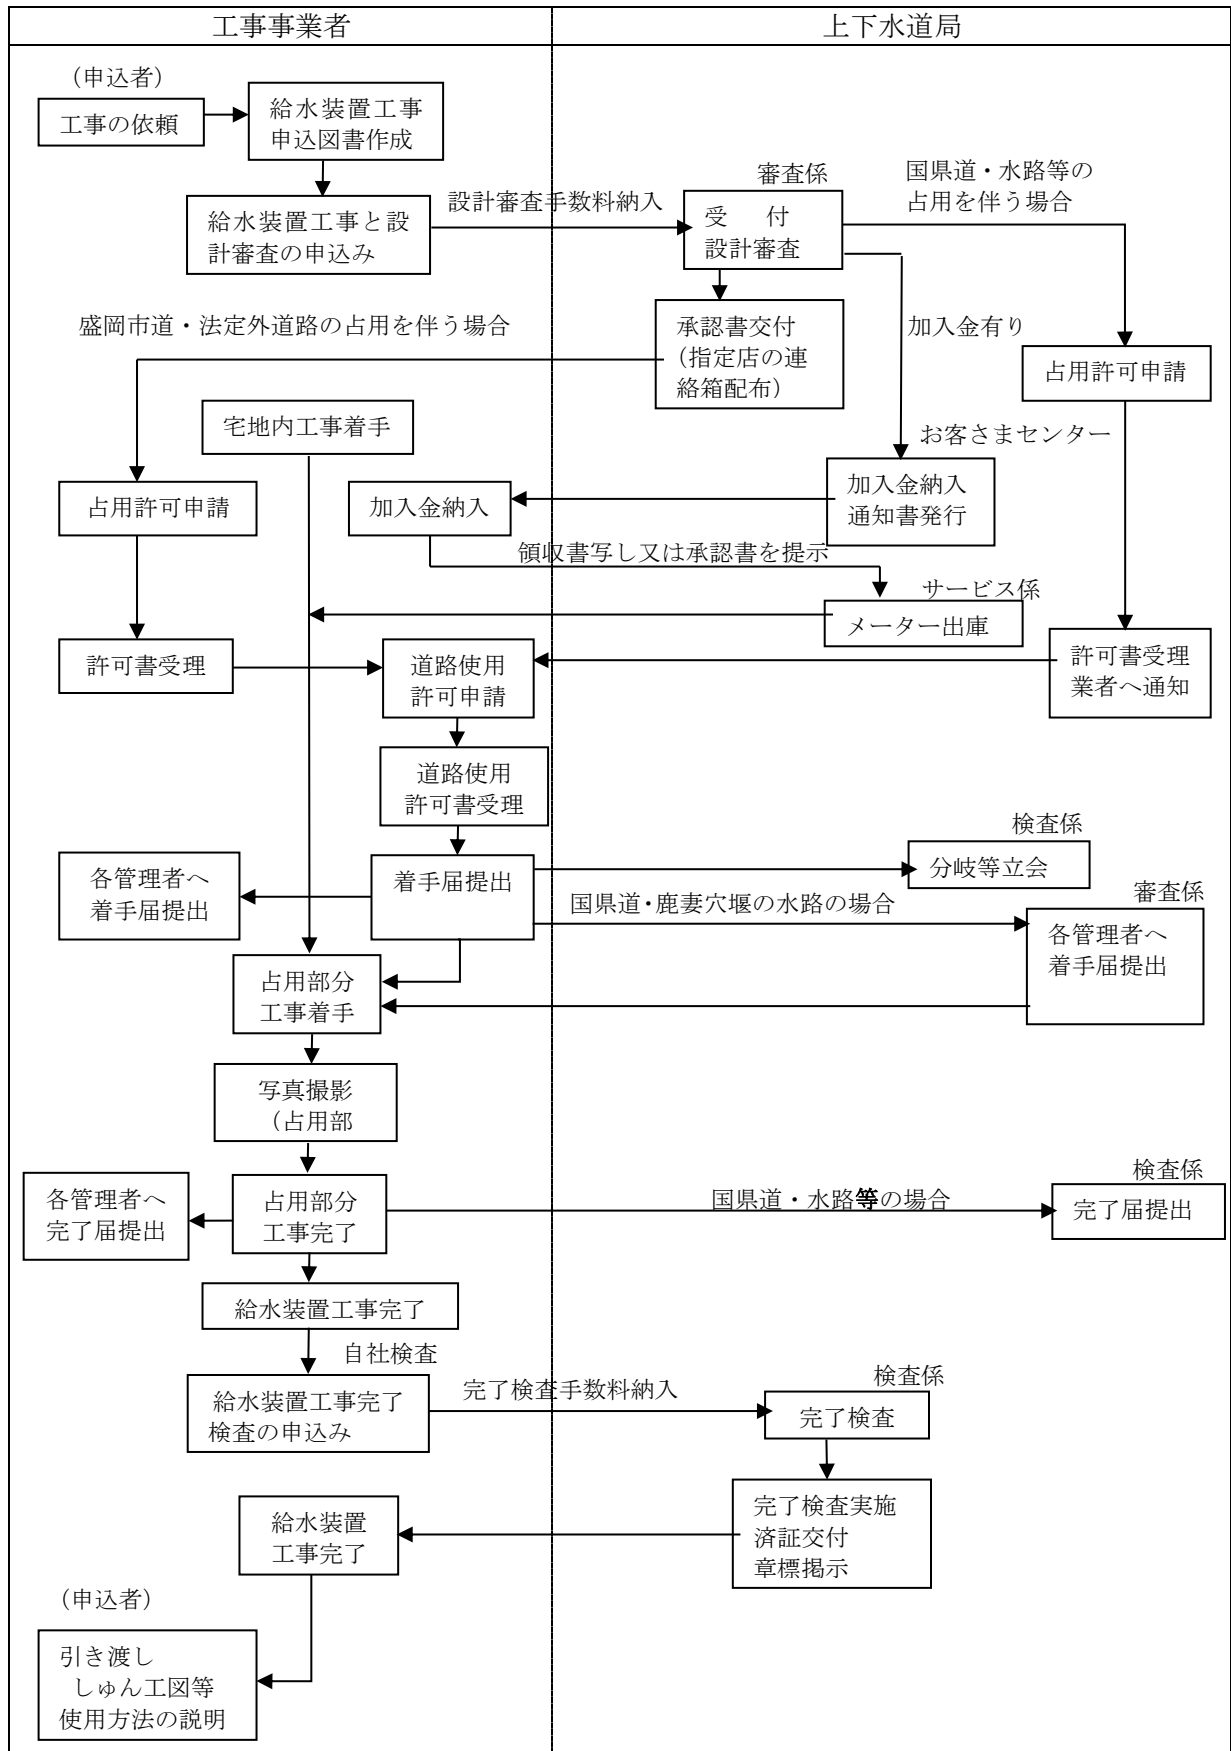 工事事業者
上下水道局
（申込者）
工事の依頼
給水装置工事
申込図書作成
給水装置工事と設
計審査の申込み
設計審査手数料納入
審査係
受　付
設計審査
国県道・水路等の
占用を伴う場合
盛岡市道・法定外道路の占用を伴う場合
承認書交付
（指定店の連
絡箱配布）
加入金有り
占用許可申請
宅地内工事着手
お客さまセンター
占用許可申請
加入金納入
加入金納入
通知書発行
領収書写し又は承認書を提示
サービス係
メーター出庫
許可書受理
道路使用
許可申請
許可書受理
業者へ通知
道路使用
許可書受理
検査係
各管理者へ
着手届提出
着手届提出
分岐等立会
国県道・鹿妻穴堰の水路の場合
審査係
各管理者へ
着手届提出
占用部分
工事着手
写真撮影
（占用部
検査係
各管理者へ
完了届提出
占用部分
工事完了
国県道・水路等の場合
完了届提出
給水装置工事完了
自社検査
給水装置工事完了
検査の申込み
完了検査手数料納入
検査係
完了検査
給水装置
工事完了
完了検査実施
済証交付
章標掲示
（申込者）
引き渡し
しゅん工図等
使用方法の説明